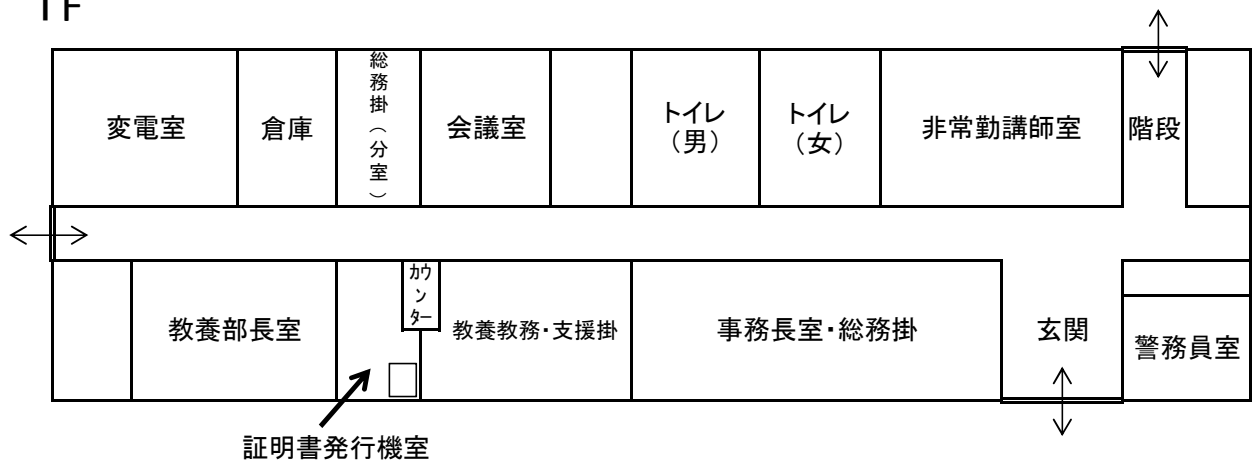 1F
変電室
倉庫
総務掛（分室）
会議室
トイレ
（男）
トイレ
（女）
非常勤講師室
階段
教養部長室
カウンター
教養教務・支援掛
事務長室・総務掛
玄関
警務員室
証明書発行機室